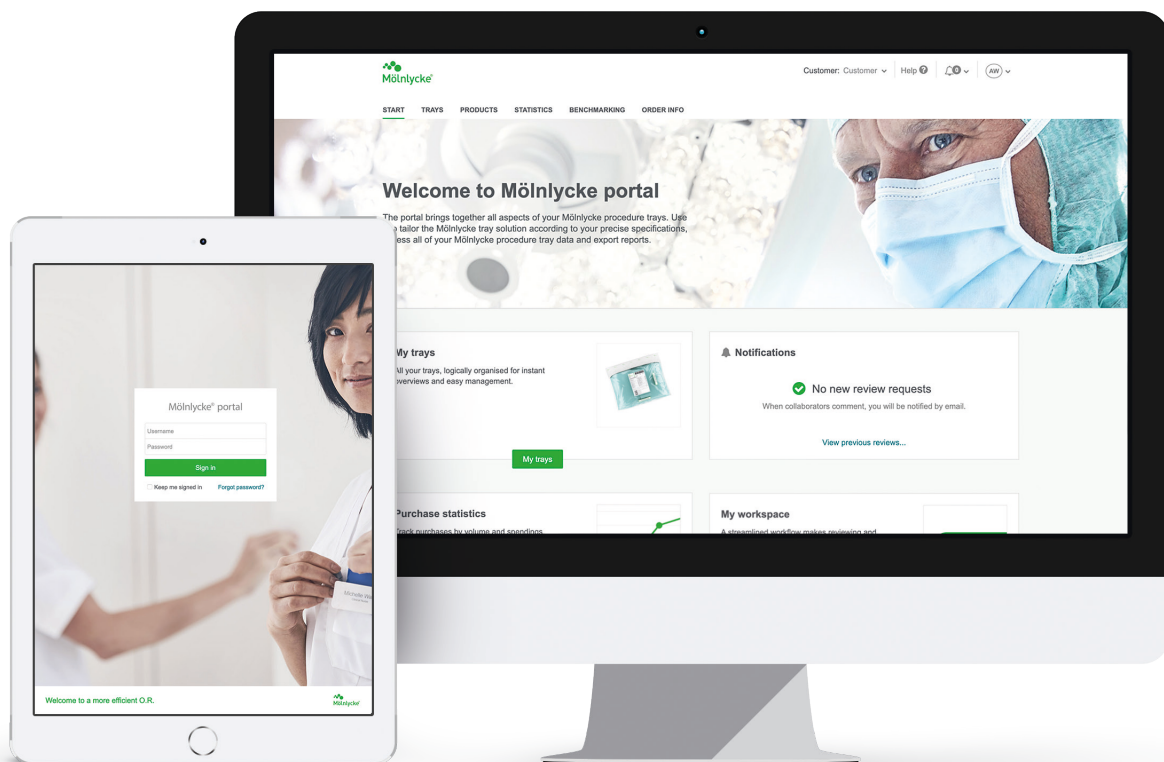 Mölnlycke®
Customer: Customer
Help
0
AW
START TRAYS PRODUCTS STATISTICS BENCHMARKING ORDER INFO
Welcome to Mölnlycke portal
The portal brings together all aspects of your Mölnlycke procedure trays. Use
tailor the Mölnlycke tray solution according to your precise specifications,
all of your Mölnlycke procedure tray data and export reports.
My trays
All your trays, logically organised for instant
overviews and easy management.
My trays
Notifications
No new review requests
When collaborators comment, you will be notified by email.
View previous reviews...
Purchase statistics
Track purchases by volume and spendings
My workspace
A streamlined workflow makes reviewing and
Mölnlycke® portal
Username
Password
Sign in
Keep me signed in Forgot password?
Michelle
Welcome to a more efficient O.R.
Mölnlycke®